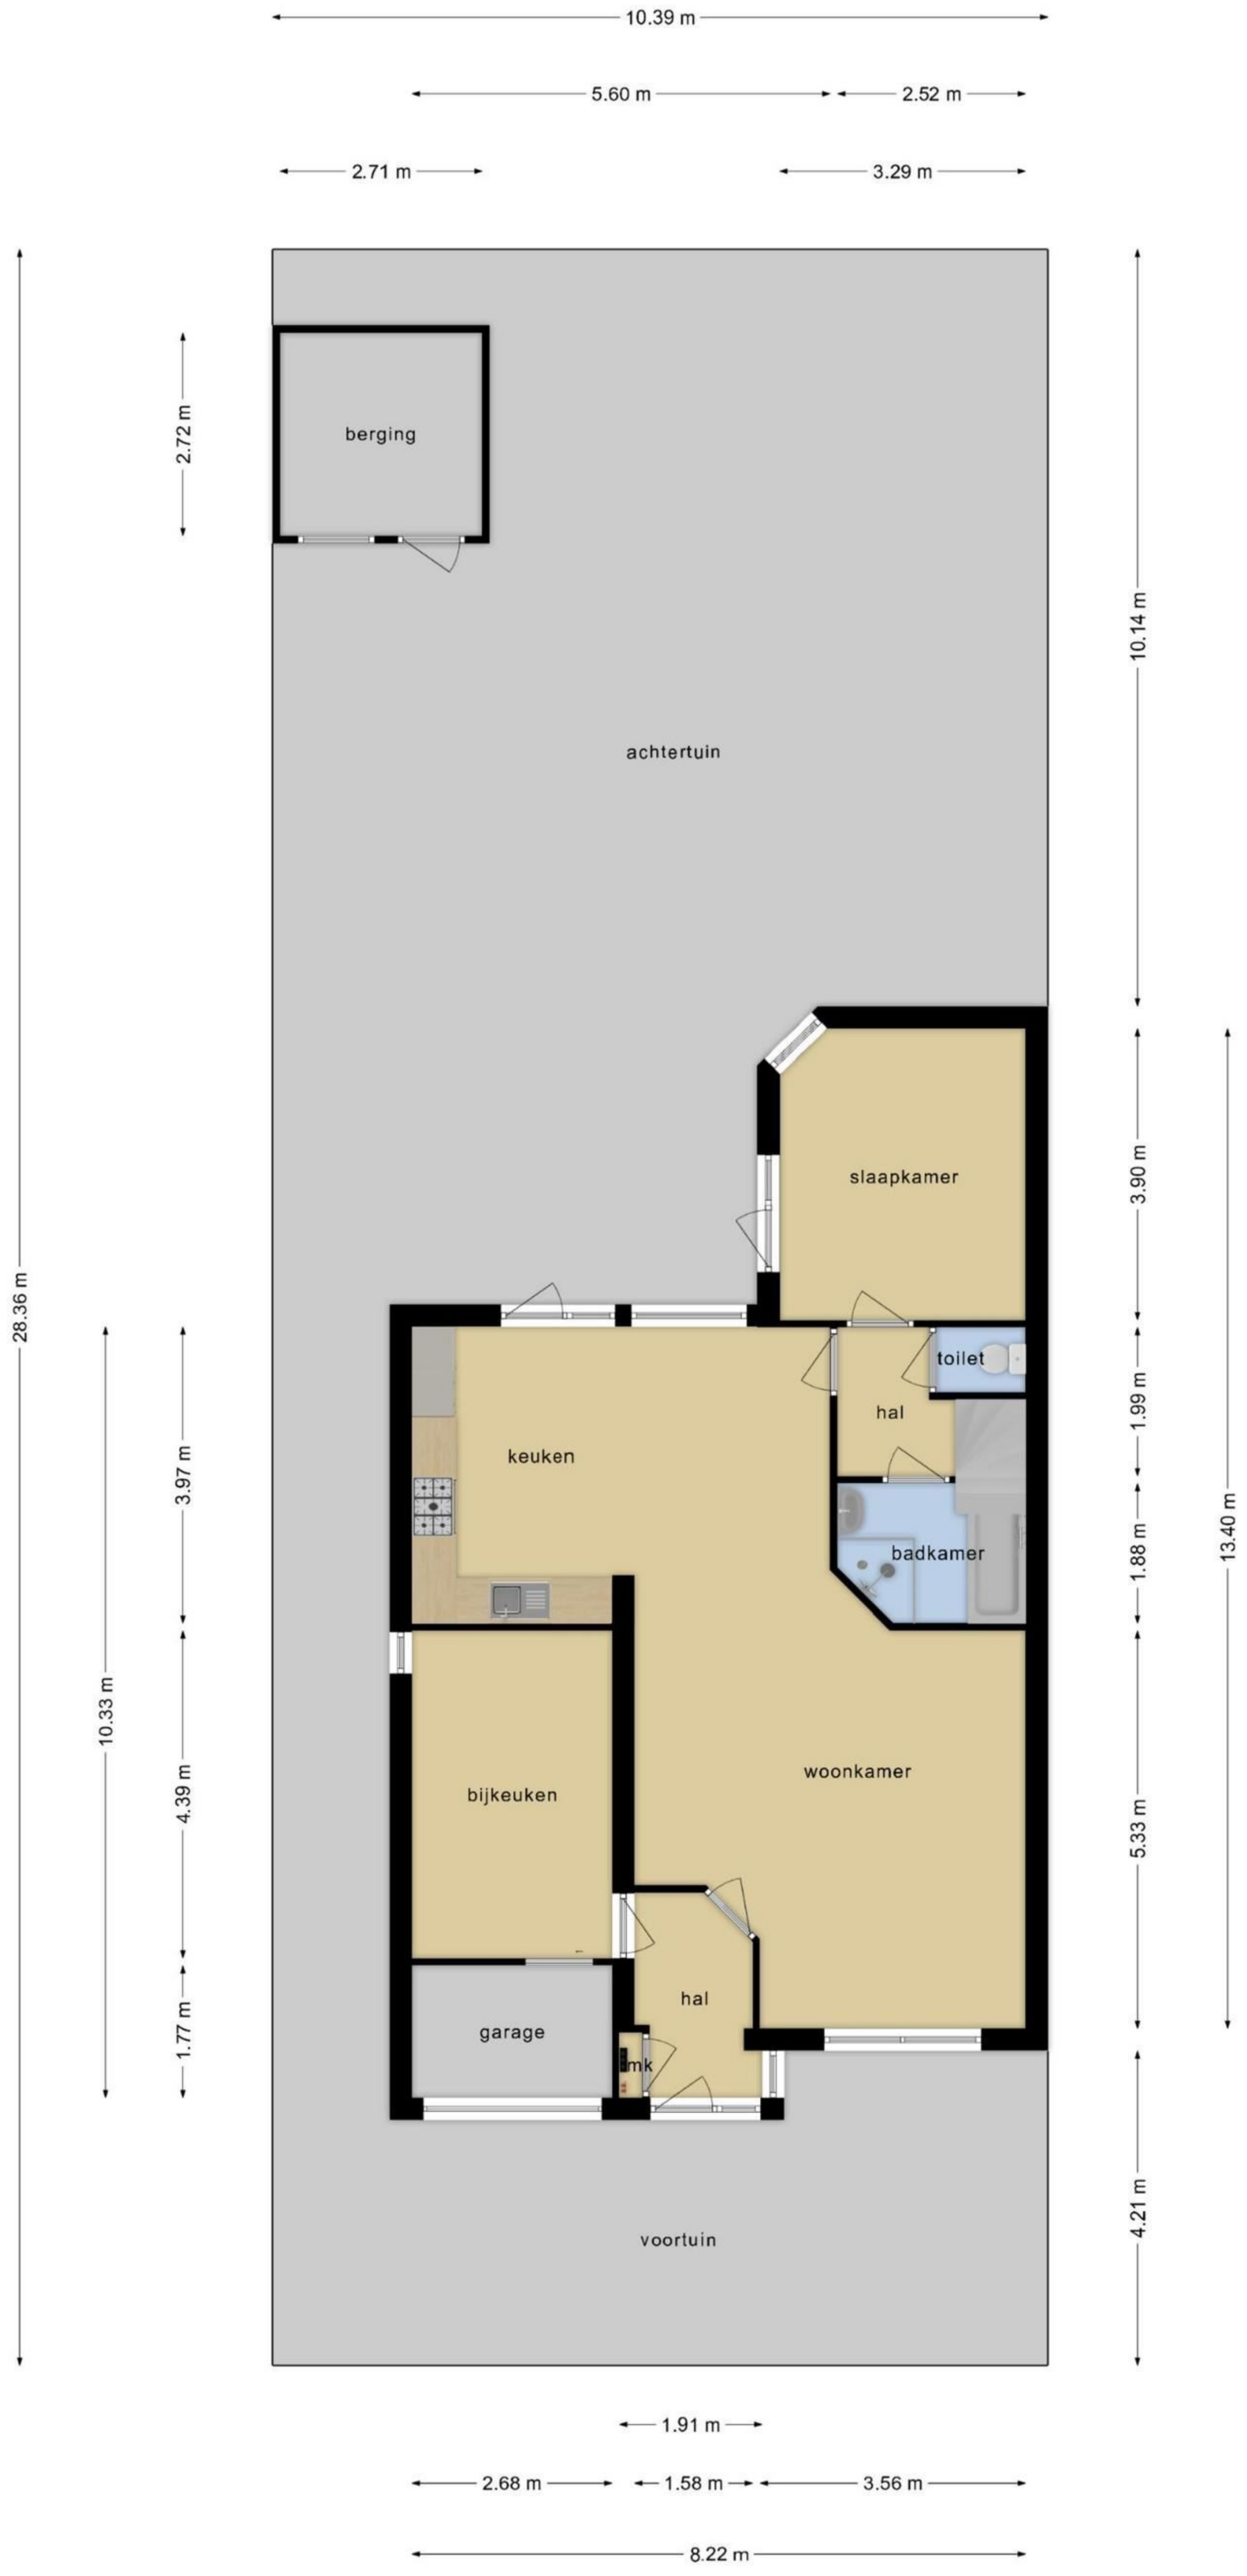 10.39 m
5.60 m
2.52 m
2.71 m
3.29 m
2.72 m
berging
10.14 m
achtertuin
28.36 m
3.90 m
slaapkamer
13.40 m
toilet
1.99 m
hal
keuken
3.97 m
badkamer
1.88 m
10.33 m
woonkamer
bijkeuken
4.39 m
5.33 m
hal
garage
1.77 m
mk
4.21 m
voortuin
1.91 m
2.68 m
1.58 m
3.56 m
8.22 m